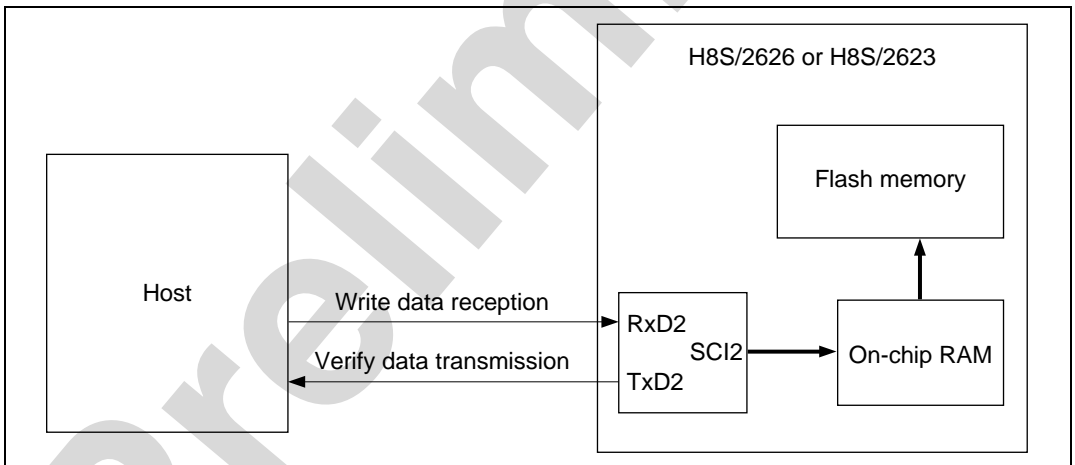 H8S/2626 or H8S/2623
Flash memory
Host
Write data reception
RxD2
SCI2
On-chip RAM
Verify data transmission
TxD2
Prelim